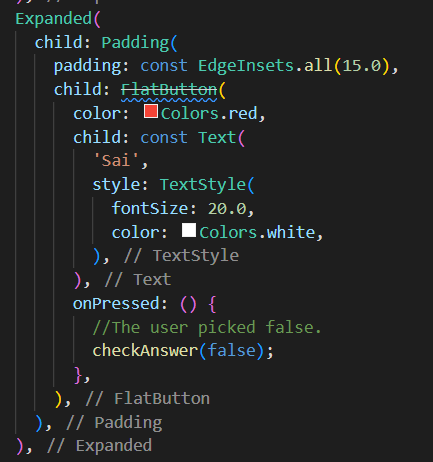 Expanded(
child: Padding(
padding: const EdgeInsets.all(15.0),
child: FlatButton(
color: Colors.red,
child: const Text(
'Sai',
style: TextStyle(
fontSize: 20.0,
color: Colors.white,
), // TextStyle
), // Text
onPressed: () {
//The user picked false.
checkAnswer(false);
},
), // FlatButton
), // Padding
), // Expanded